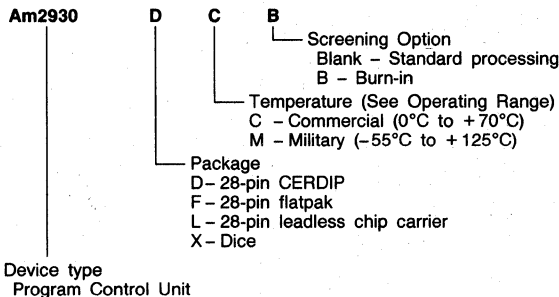 Am2930 D C B
Screening Option
Blank – Standard processing
B – Burn-in
Temperature (See Operating Range)
C – Commercial (0°C to +70°C)
M – Military (–55°C to +125°C)
Package
D – 28-pin CERDIP
F – 28-pin flatpak
L – 28-pin leadless chip carrier
X – Dice
Device type
Program Control Unit